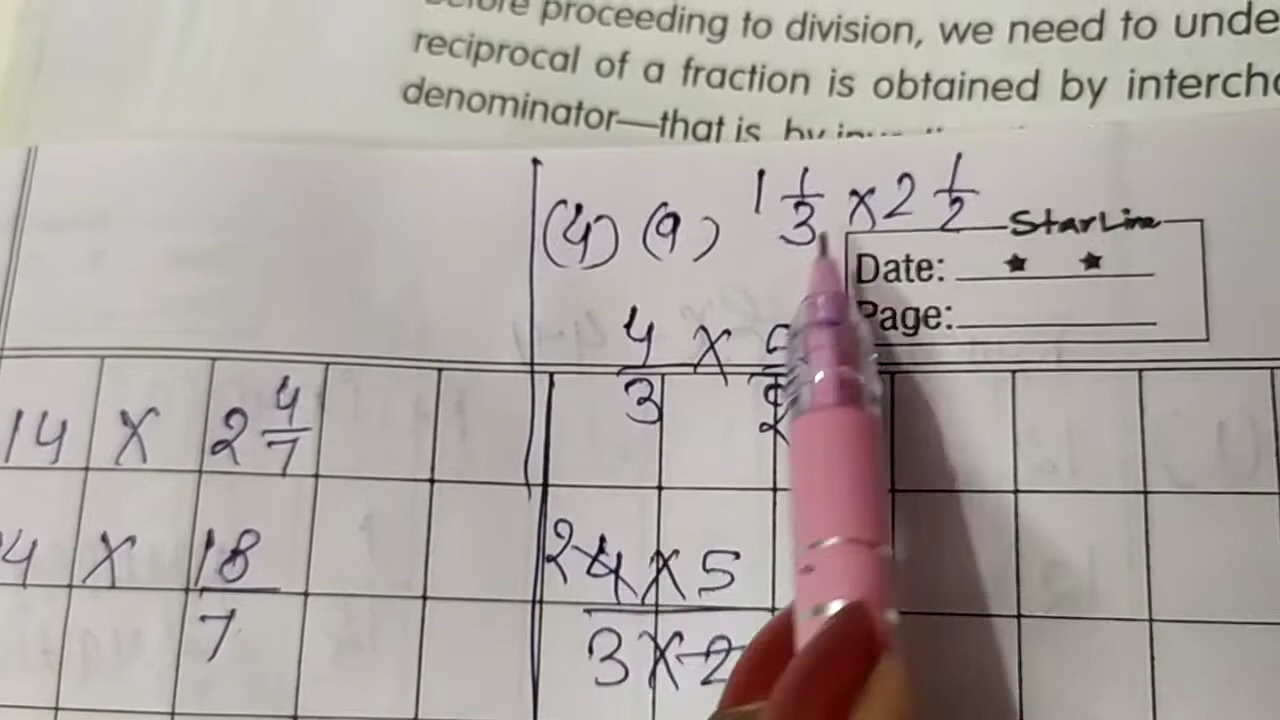 proceeding to division, we need to
reciprocal of a fraction is obtained by
denominator—that is, by
(4) (9) 1 1/3 × 2 1/2
StarLine
Date:
Page:
4/3 ×
14 × 2 4/7
4 × 18/7
2 4 × 5
3 × 2